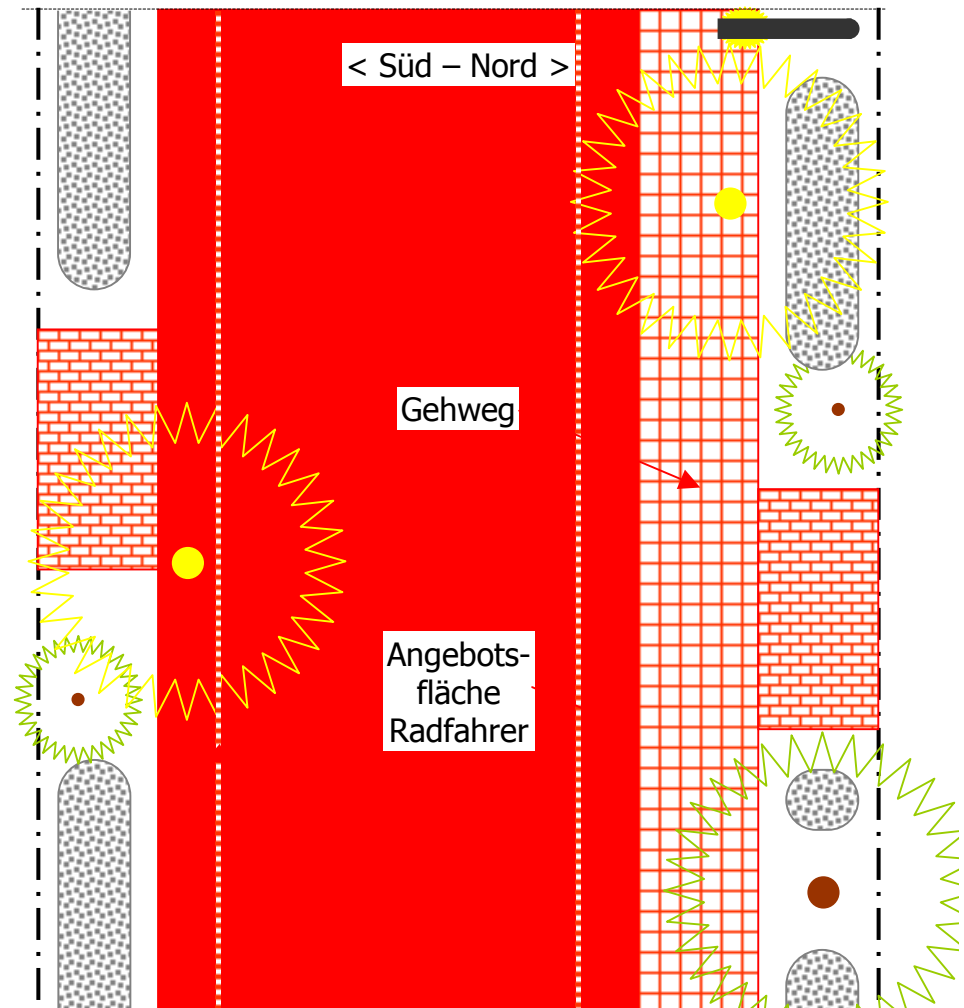 < Süd – Nord >
Gehweg
Angebots-
fläche
Radfahrer